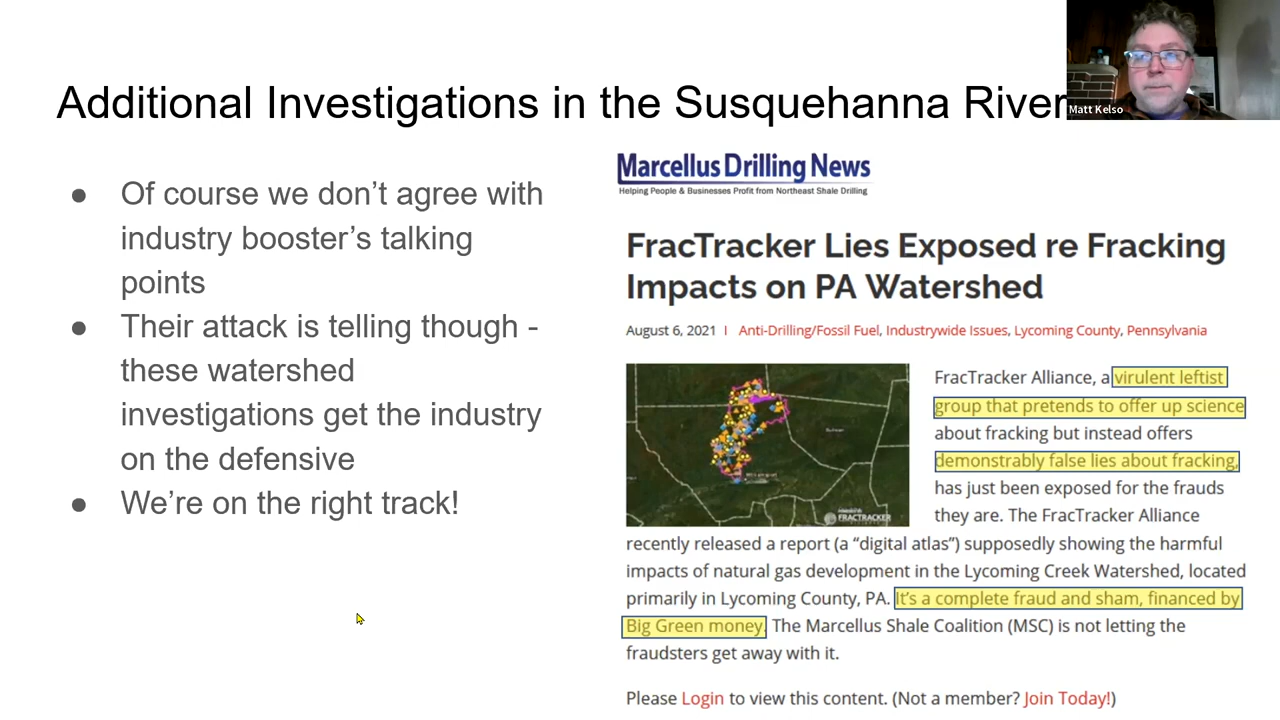 Additional Investigations in the Susquehanna River
Matt Kelso
● Of course we don’t agree with
industry booster’s talking
points
● Their attack is telling though -
these watershed
investigations get the industry
on the defensive
● We’re on the right track!
Marcellus Drilling News
Helping People & Businesses Profit from Northeast Shale Drilling
FracTracker Lies Exposed re Fracking
Impacts on PA Watershed
August 6, 2021 | Anti-Drilling/Fossil Fuel, Industrywide Issues, Lycoming County, Pennsylvania
FRACTRACKER
FracTracker Alliance, a virulent leftist
group that pretends to offer up science
about fracking but instead offers
demonstrably false lies about fracking,
has just been exposed for the frauds
they are. The FracTracker Alliance
recently released a report (a “digital atlas”) supposedly showing the harmful
impacts of natural gas development in the Lycoming Creek Watershed, located
primarily in Lycoming County, PA. It’s a complete fraud and sham, financed by
Big Green money. The Marcellus Shale Coalition (MSC) is not letting the
fraudsters get away with it.
Please Login to view this content. (Not a member? Join Today!)